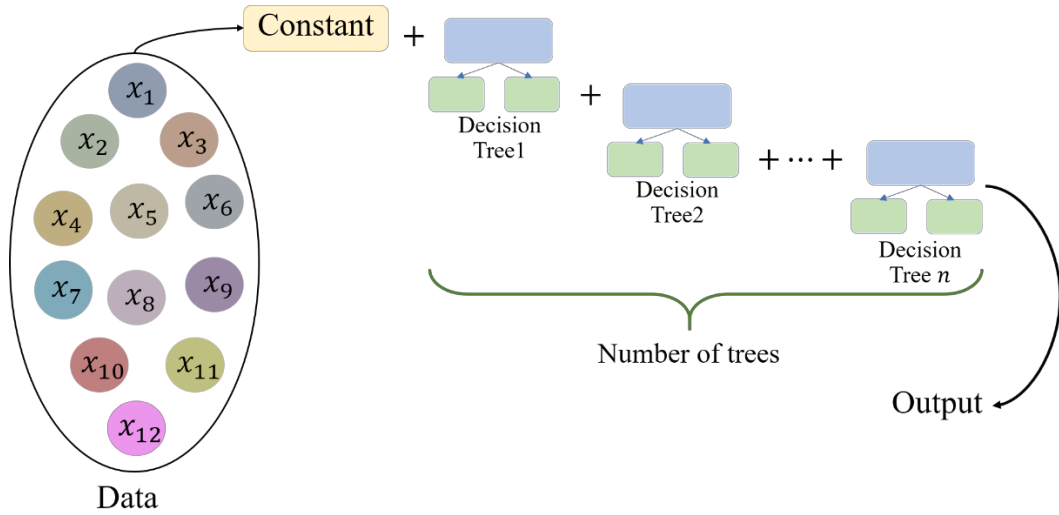 Constant
+
+
+ ⋯ +
x₁
x₂
x₃
x₄
x₅
x₆
x₇
x₈
x₉
x₁₀
x₁₁
x₁₂
Data
Decision
Tree1
Decision
Tree2
Decision
Tree n
Number of trees
Output